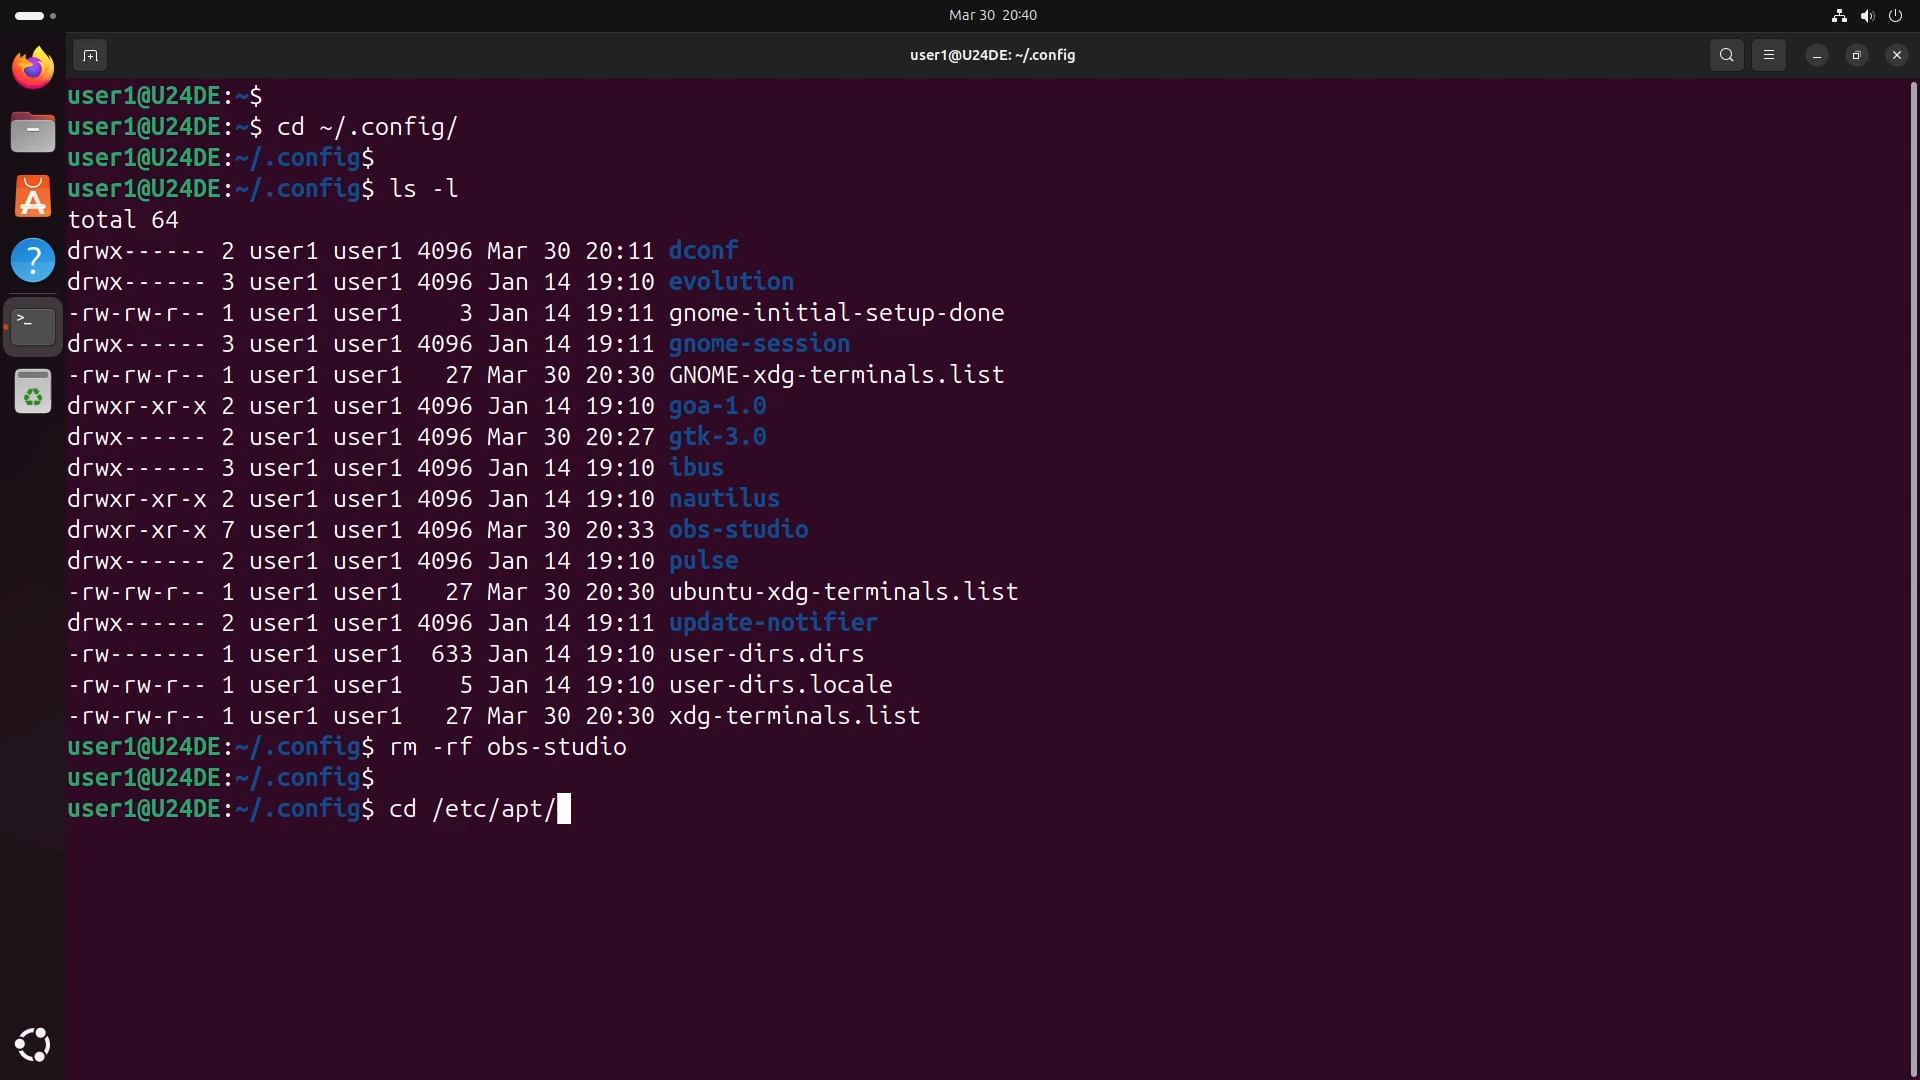 Mar 30 20:40
user1@U24DE: ~/.config
user1@U24DE:~$
user1@U24DE:~$ cd ~/.config/
user1@U24DE:~/.config$
user1@U24DE:~/.config$ ls -l
total 64
drwx------ 2 user1 user1 4096 Mar 30 20:11 dconf
drwx------ 3 user1 user1 4096 Jan 14 19:10 evolution
-rw-rw-r-- 1 user1 user1    3 Jan 14 19:11 gnome-initial-setup-done
drwx------ 3 user1 user1 4096 Jan 14 19:11 gnome-session
-rw-rw-r-- 1 user1 user1   27 Mar 30 20:30 GNOME-xdg-terminals.list
drwxr-xr-x 2 user1 user1 4096 Jan 14 19:10 goa-1.0
drwx------ 2 user1 user1 4096 Mar 30 20:27 gtk-3.0
drwx------ 3 user1 user1 4096 Jan 14 19:10 ibus
drwxr-xr-x 2 user1 user1 4096 Jan 14 19:10 nautilus
drwxr-xr-x 7 user1 user1 4096 Mar 30 20:33 obs-studio
drwx------ 2 user1 user1 4096 Jan 14 19:10 pulse
-rw-rw-r-- 1 user1 user1   27 Mar 30 20:30 ubuntu-xdg-terminals.list
drwx------ 2 user1 user1 4096 Jan 14 19:11 update-notifier
-rw------- 1 user1 user1  633 Jan 14 19:10 user-dirs.dirs
-rw-rw-r-- 1 user1 user1    5 Jan 14 19:10 user-dirs.locale
-rw-rw-r-- 1 user1 user1   27 Mar 30 20:30 xdg-terminals.list
user1@U24DE:~/.config$ rm -rf obs-studio
user1@U24DE:~/.config$
user1@U24DE:~/.config$ cd /etc/apt/